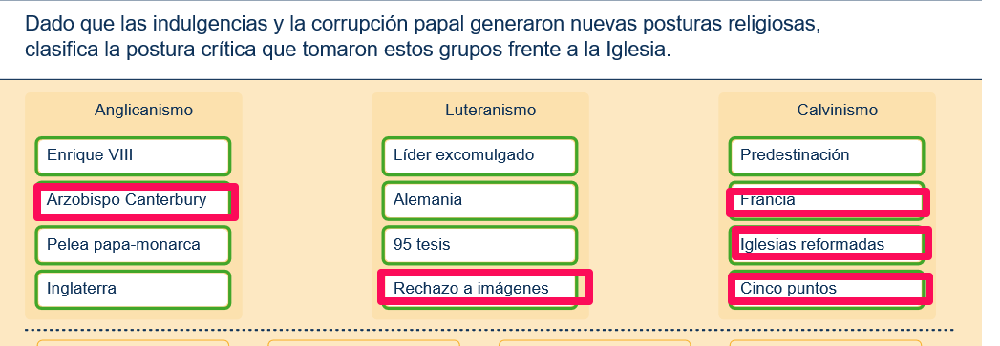 Dado que las indulgencias y la corrupción papal generaron nuevas posturas religiosas,
clasifica la postura crítica que tomaron estos grupos frente a la Iglesia.
Anglicanismo
Enrique VIII
Arzobispo Canterbury
Pelea papa-monarca
Inglaterra
Luteranismo
Líder excomulgado
Alemania
95 tesis
Rechazo a imágenes
Calvinismo
Predestinación
Francia
Iglesias reformadas
Cinco puntos